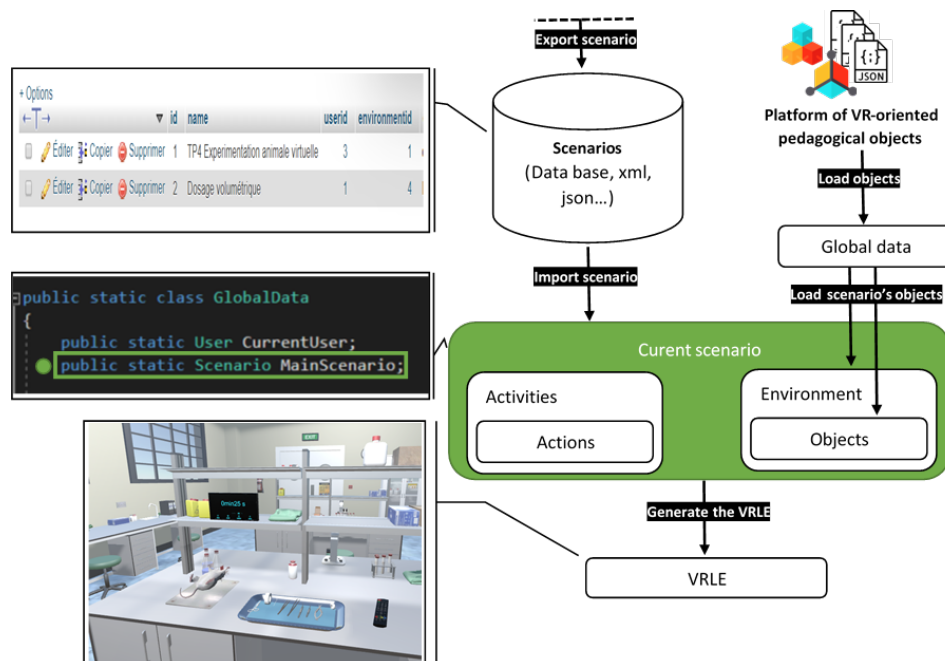 Export scenario
{;}
JSON
Platform of VR-oriented
pedagogical objects
+ Options
←T→ ▼ id name userid environmentid
Éditer Copier Supprimer 1 TP4 Experimentation animale virtuelle 3 1
Éditer Copier Supprimer 2 Dosage volumétrique 1 4
Scenarios
(Data base, xml,
json...)
Load objects
Global data
Import scenario
Load scenario's objects
public static class GlobalData
{
public static User CurrentUser;
public static Scenario MainScenario;
Curent scenario
Activities
Actions
Environment
Objects
Generate the VRLE
VRLE
EXIT
0min25 s